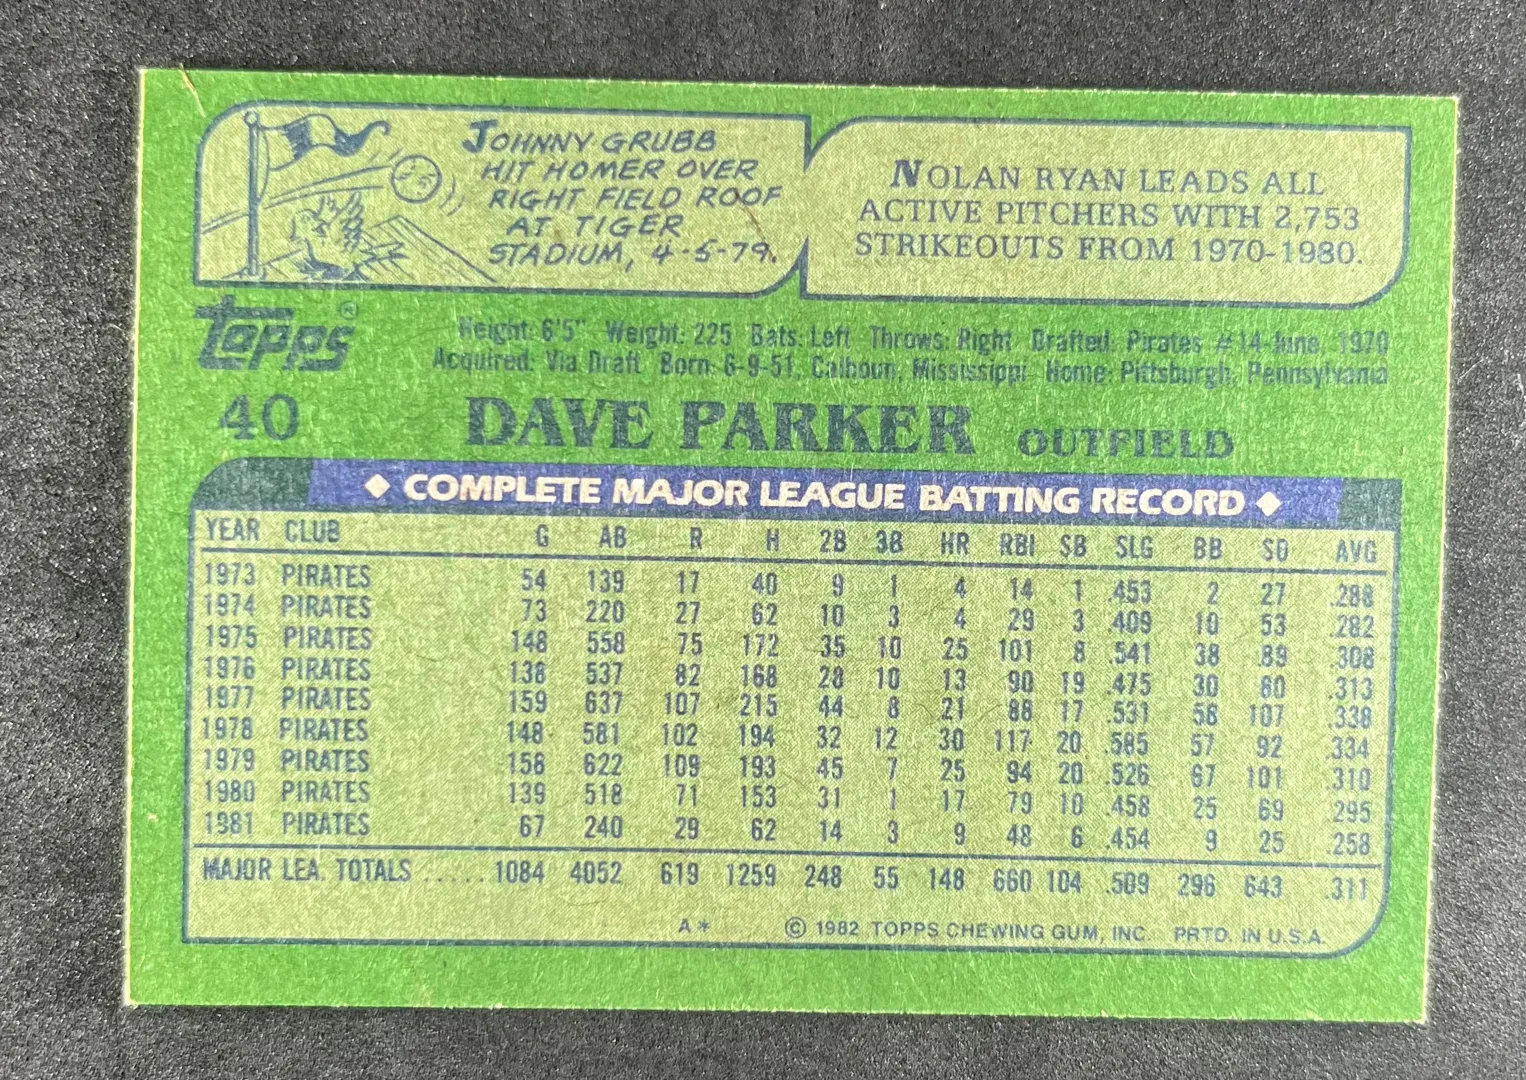 JOHNNY GRUBB
HIT HOMER OVER
RIGHT FIELD ROOF
AT TIGER
STADIUM, 4-5-79.
NOLAN RYAN LEADS ALL
ACTIVE PITCHERS WITH 2,753
STRIKEOUTS FROM 1970-1980.
topps®
Height: 6'5" Weight: 225 Bats: Left Throws: Right Drafted: Pirates #14-June, 1970
Acquired: Via Draft Born: 6-9-51, Calhoun, Mississippi Home: Pittsburgh, Pennsylvania
40 DAVE PARKER OUTFIELD
◆ COMPLETE MAJOR LEAGUE BATTING RECORD ◆
YEAR CLUB G AB R H 2B 3B HR RBI SB SLG BB SO AVG
1973 PIRATES 54 139 17 40 9 1 4 14 1 .453 2 27 .288
1974 PIRATES 73 220 27 62 10 3 4 29 3 .409 10 53 .282
1975 PIRATES 148 558 75 172 35 10 25 101 8 .541 38 89 .308
1976 PIRATES 138 537 82 168 28 10 13 90 19 .475 30 80 .313
1977 PIRATES 159 637 107 215 44 8 21 88 17 .531 58 107 .338
1978 PIRATES 148 581 102 194 32 12 30 117 20 .585 57 92 .334
1979 PIRATES 158 622 109 193 45 7 25 94 20 .526 67 101 .310
1980 PIRATES 139 518 71 153 31 1 17 79 10 .458 25 69 .295
1981 PIRATES 67 240 29 62 14 3 9 48 6 .454 9 25 .258
MAJOR LEA. TOTALS ..... 1084 4052 619 1259 248 55 148 660 104 .509 296 643 .311
A* © 1982 TOPPS CHEWING GUM, INC. PRTD. IN U.S.A.